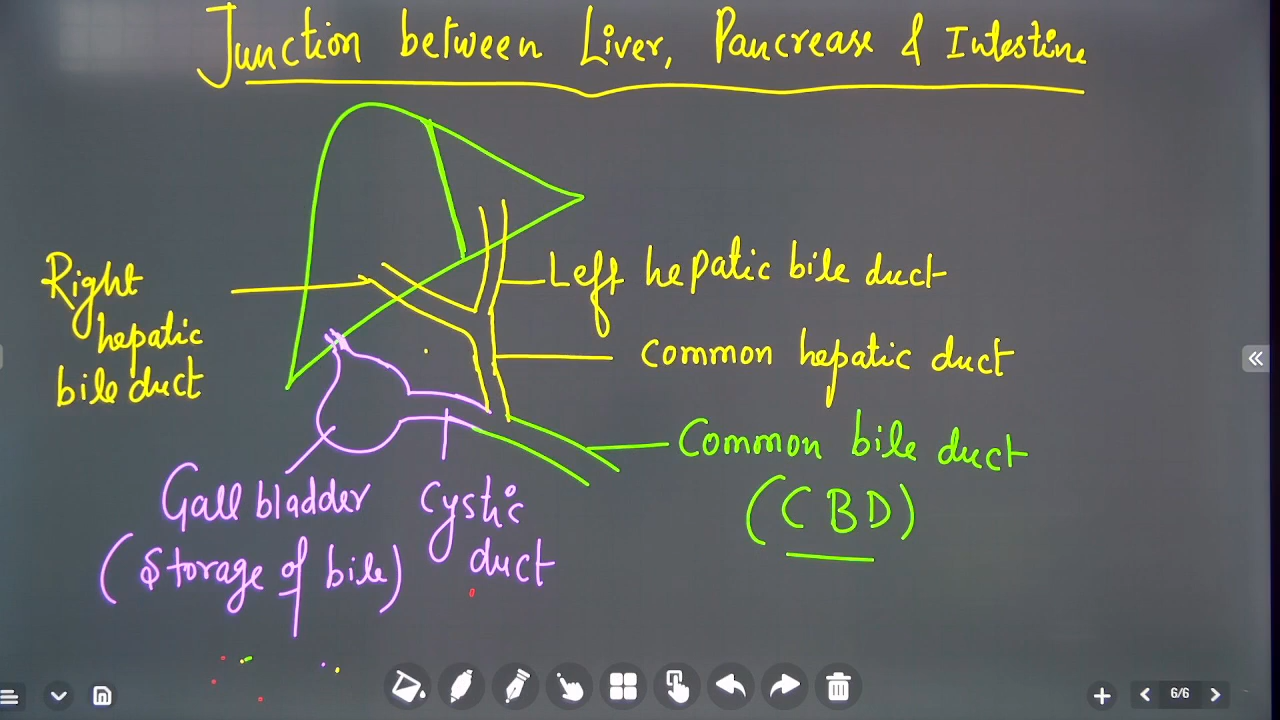 Junction between Liver, Pancrease & Intestine
Right
hepatic
bile duct
Left hepatic bile duct
Common hepatic duct
Common bile duct
(CBD)
Gall bladder
(Storage of bile)
Cystic
duct
6/6